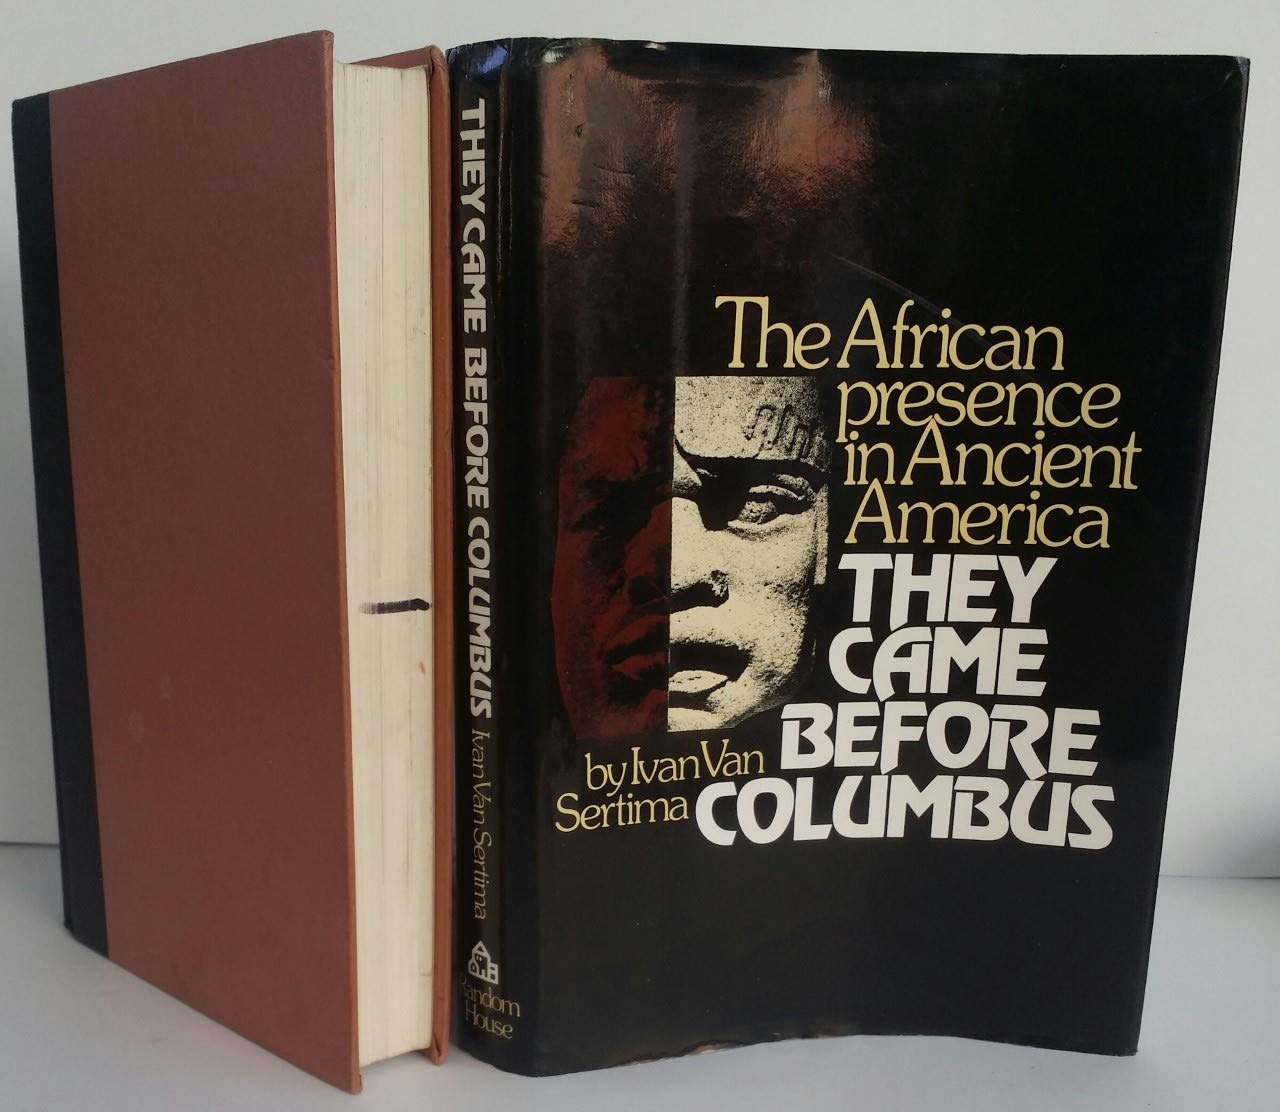 THEY CAME BEFORE COLUMBUS Ivan Van Sertima
Random
House
The African
presence
in Ancient
America
THEY
CAME
BEFORE
COLUMBUS
by Ivan Van
Sertima